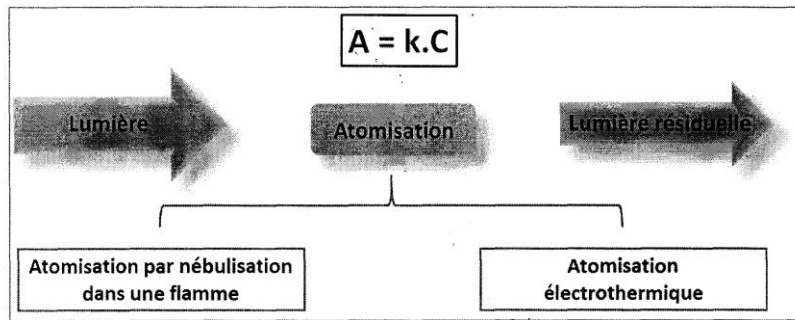 A = k.C
Lumière
Atomisation
Lumière résiduelle
Atomisation par nébulisation
dans une flamme
Atomisation
électrothermique